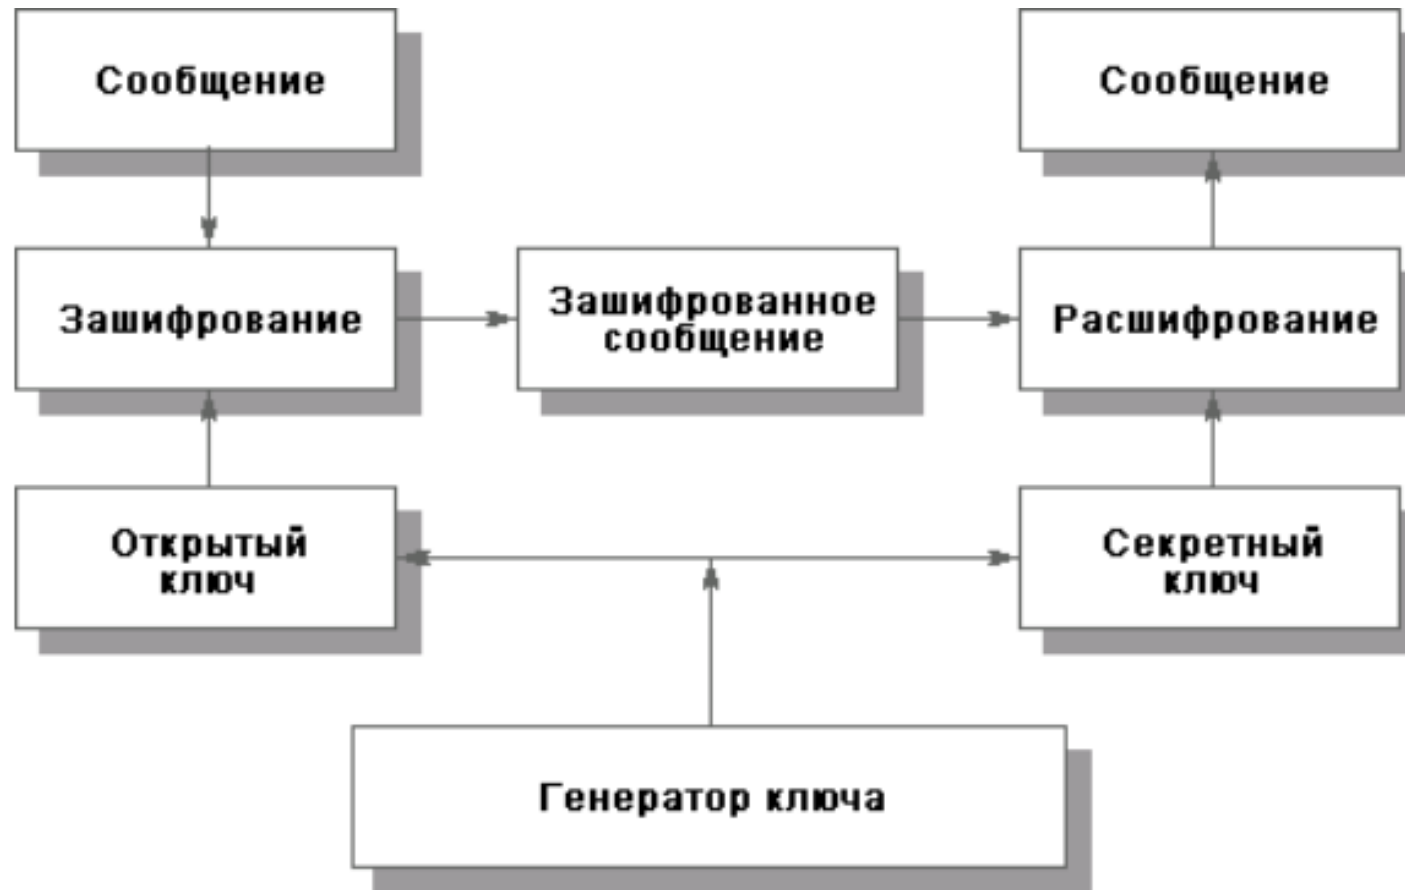 Сообщение
Сообщение
Зашифрование
Зашифрованное
сообщение
Расшифрование
Открытый
ключ
Секретный
ключ
Генератор ключа